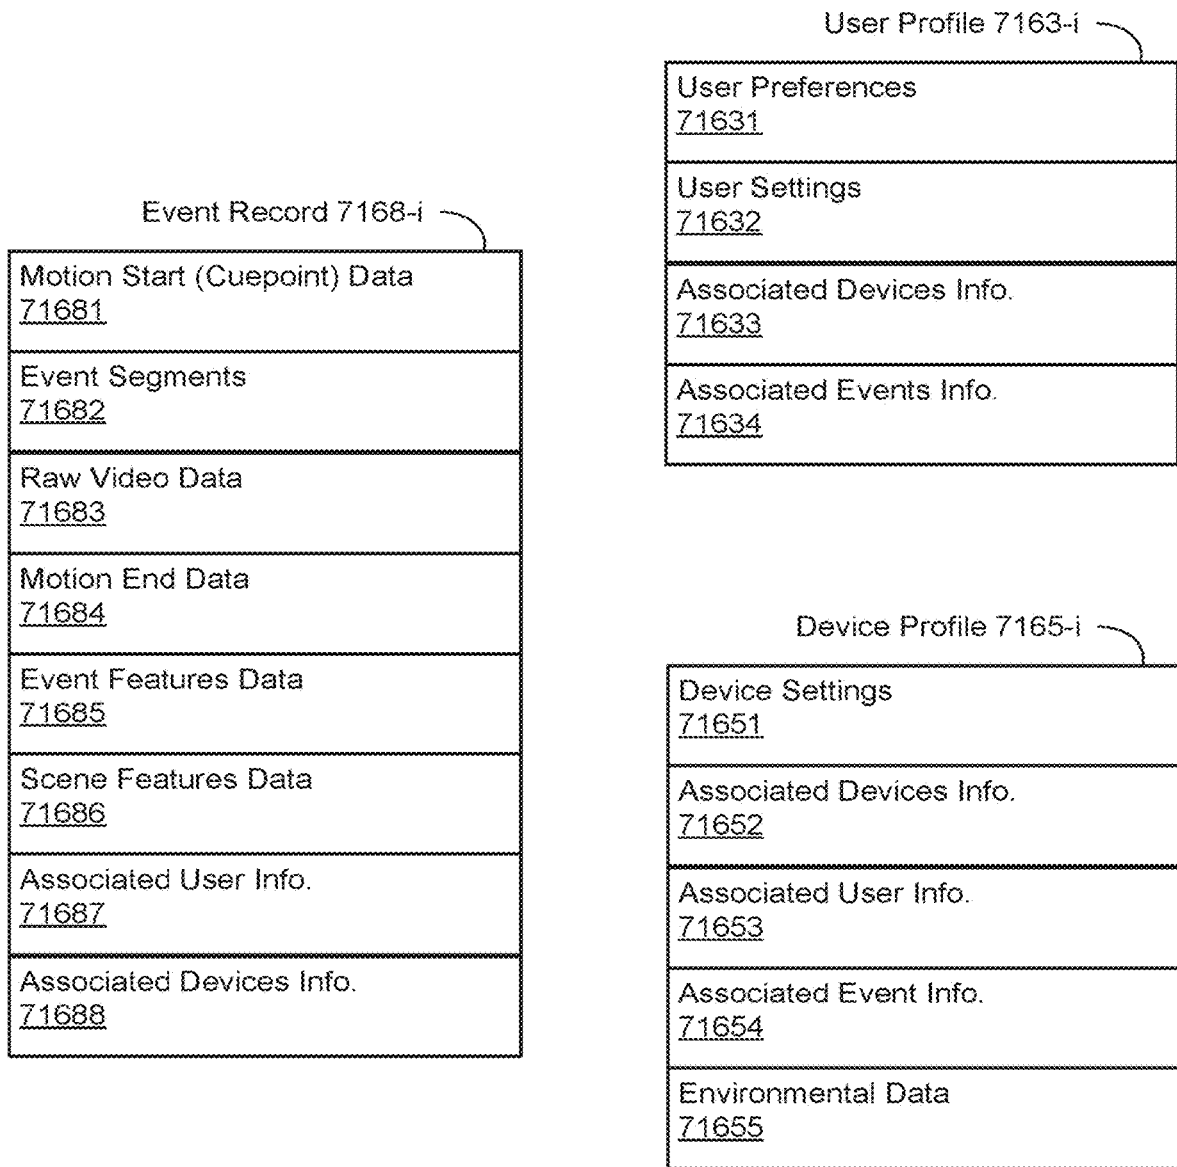 Event Record 7168-i
Motion Start (Cuepoint) Data
71681
Event Segments
71682
Raw Video Data
71683
Motion End Data
71684
Event Features Data
71685
Scene Features Data
71686
Associated User Info.
71687
Associated Devices Info.
71688
User Profile 7163-i
User Preferences
71631
User Settings
71632
Associated Devices Info.
71633
Associated Events Info.
71634
Device Profile 7165-i
Device Settings
71651
Associated Devices Info.
71652
Associated User Info.
71653
Associated Event Info.
71654
Environmental Data
71655